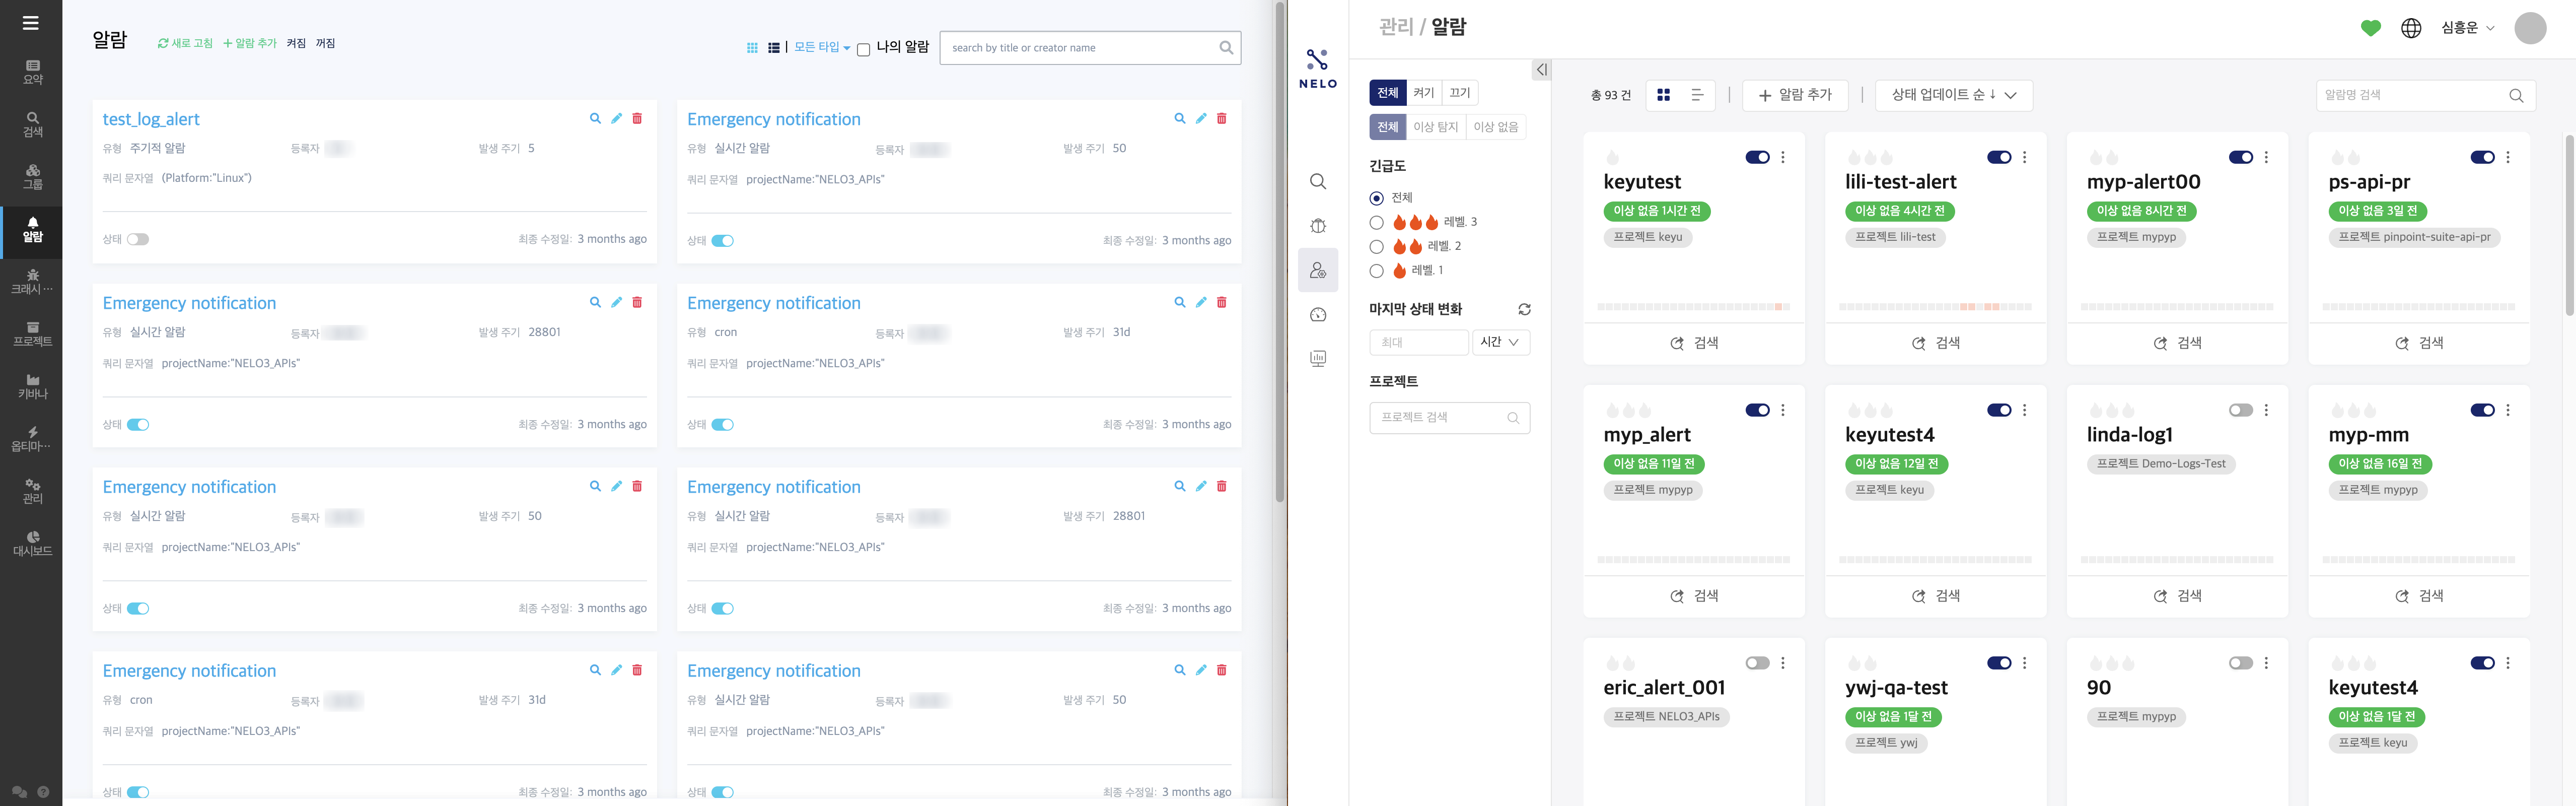 요약
검색
그룹
알람
크래시 ···
프로젝트
키바나
옵티마···
관리
대시보드
알람
새로 고침
알람 추가
켜짐
꺼짐
모든 타입
나의 알람
search by title or creator name
test_log_alert
유형 주기적 알람 등록자 발생 주기 5
쿼리 문자열 (Platform:"Linux")
상태 최종 수정일: 3 months ago
Emergency notification
유형 실시간 알람 등록자 발생 주기 50
쿼리 문자열 projectName:"NELO3_APIs"
상태 최종 수정일: 3 months ago
Emergency notification
유형 실시간 알람 등록자 발생 주기 28801
쿼리 문자열 projectName:"NELO3_APIs"
상태 최종 수정일: 3 months ago
Emergency notification
유형 cron 등록자 발생 주기 31d
쿼리 문자열 projectName:"NELO3_APIs"
상태 최종 수정일: 3 months ago
Emergency notification
유형 실시간 알람 등록자 발생 주기 50
쿼리 문자열 projectName:"NELO3_APIs"
상태 최종 수정일: 3 months ago
Emergency notification
유형 실시간 알람 등록자 발생 주기 28801
쿼리 문자열 projectName:"NELO3_APIs"
상태 최종 수정일: 3 months ago
Emergency notification
유형 cron 등록자 발생 주기 31d
쿼리 문자열 projectName:"NELO3_APIs"
상태 최종 수정일: 3 months ago
Emergency notification
유형 실시간 알람 등록자 발생 주기 50
쿼리 문자열 projectName:"NELO3_APIs"
상태 최종 수정일: 3 months ago
NELO
관리 / 알람
심흥운
전체 켜기 끄기
전체 이상 탐지 이상 없음
긴급도
전체
레벨. 3
레벨. 2
레벨. 1
마지막 상태 변화
최대 시간
프로젝트
프로젝트 검색
총 93 건
알람 추가
상태 업데이트 순 ↓
알람명 검색
keyutest
이상 없음 1시간 전
프로젝트 keyu
검색
lili-test-alert
이상 없음 4시간 전
프로젝트 lili-test
검색
myp-alert00
이상 없음 8시간 전
프로젝트 mypyp
검색
ps-api-pr
이상 없음 3일 전
프로젝트 pinpoint-suite-api-pr
검색
myp_alert
이상 없음 11일 전
프로젝트 mypyp
검색
keyutest4
이상 없음 12일 전
프로젝트 keyu
검색
linda-log1
프로젝트 Demo-Logs-Test
검색
myp-mm
이상 없음 16일 전
프로젝트 mypyp
검색
eric_alert_001
프로젝트 NELO3_APIs
ywj-qa-test
이상 없음 1달 전
프로젝트 ywj
90
프로젝트 mypyp
keyutest4
이상 없음 1달 전
프로젝트 keyu